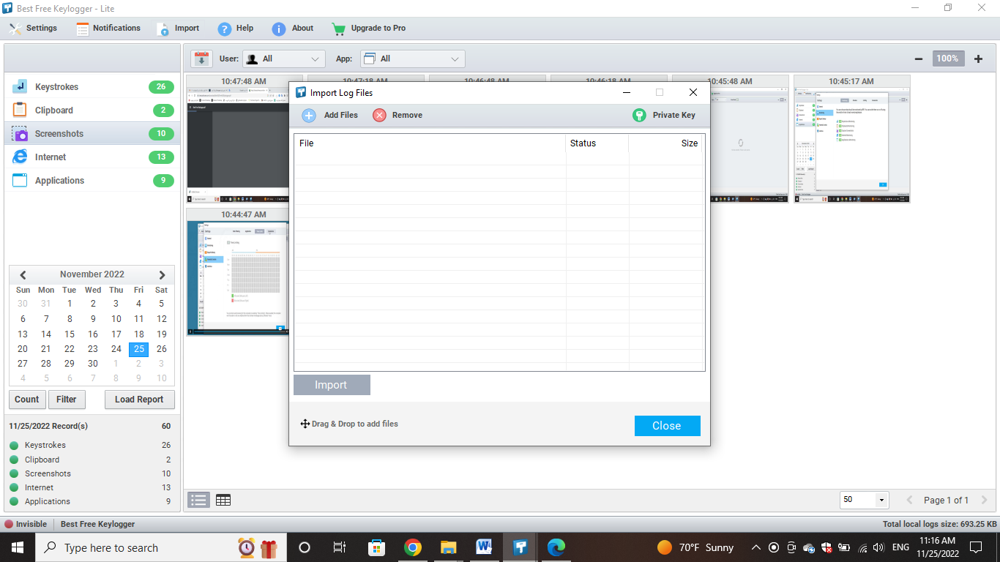 Best Free Keylogger - Lite
Settings Notifications Import Help About Upgrade to Pro
User: All App: All 100%
Keystrokes 26
Clipboard 2
Screenshots 10
Internet 13
Applications 9
10:47:48 AM 10:47:18 AM 10:46:48 AM 10:46:18 AM 10:45:48 AM 10:45:17 AM
10:44:47 AM
Import Log Files
Add Files Remove Private Key
File Status Size
Import
Drag & Drop to add files
Close
November 2022
Sun Mon Tue Wed Thu Fri Sat
30 31 1 2 3 4 5
6 7 8 9 10 11 12
13 14 15 16 17 18 19
20 21 22 23 24 25 26
27 28 29 30 1 2 3
4 5 6 7 8 9 10
Count Filter Load Report
11/25/2022 Record(s) 60
Keystrokes 26
Clipboard 2
Screenshots 10
Internet 13
Applications 9
50 Page 1 of 1
Invisible Best Free Keylogger Total local logs size: 693.25 KB
Type here to search 70°F Sunny ENG 11:16 AM
11/25/2022